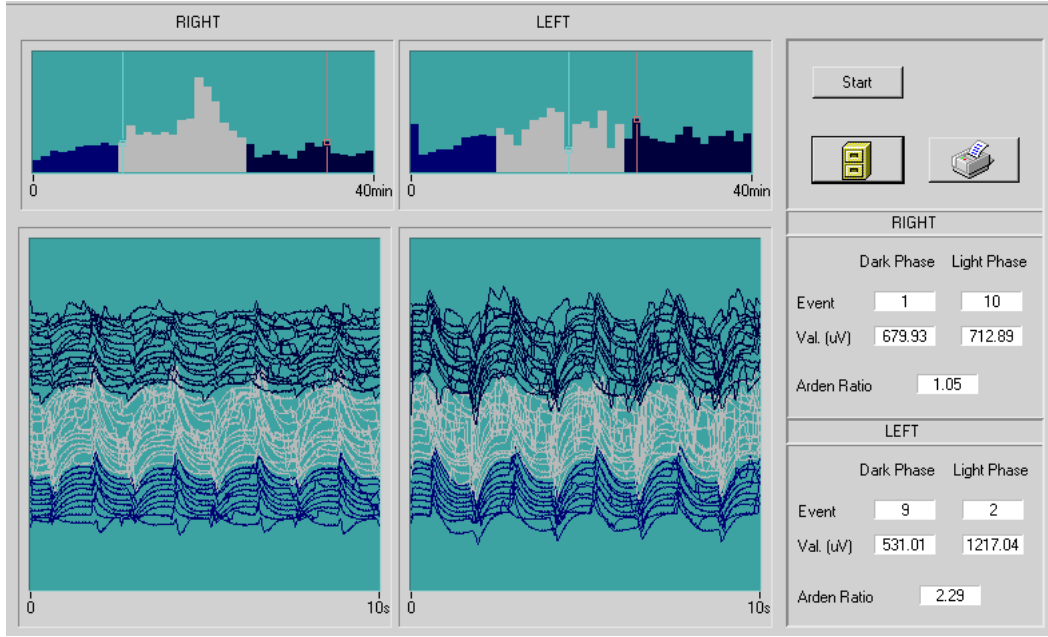 RIGHT LEFT
0 40min 0 40min
Start
RIGHT
Dark Phase Light Phase
Event 1 10
Val. (uV) 679.93 712.89
Arden Ratio 1.05
LEFT
Dark Phase Light Phase
Event 9 2
Val. (uV) 531.01 1217.04
Arden Ratio 2.29
0 10s 0 10s